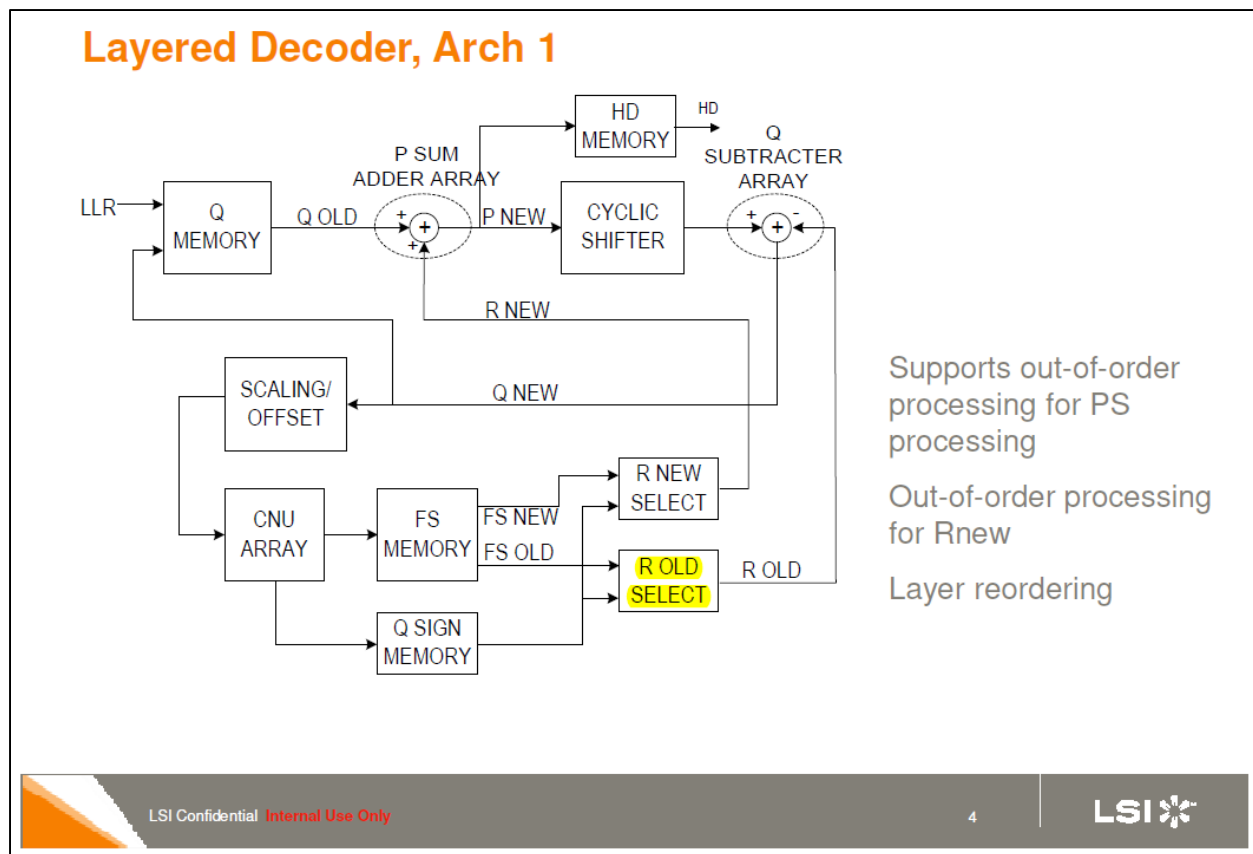 Layered Decoder, Arch 1
HD
MEMORY
HD
Q
SUBTRACTER
ARRAY
P SUM
ADDER ARRAY
LLR
Q
MEMORY
Q OLD
+
+
+
P NEW
CYCLIC
SHIFTER
+
-
+
R NEW
SCALING/
OFFSET
Q NEW
Supports out-of-order
processing for PS
processing
Out-of-order processing
for Rnew
Layer reordering
CNU
ARRAY
FS
MEMORY
FS NEW
FS OLD
R NEW
SELECT
R OLD
SELECT
R OLD
Q SIGN
MEMORY
LSI Confidential Internal Use Only
4
LSI